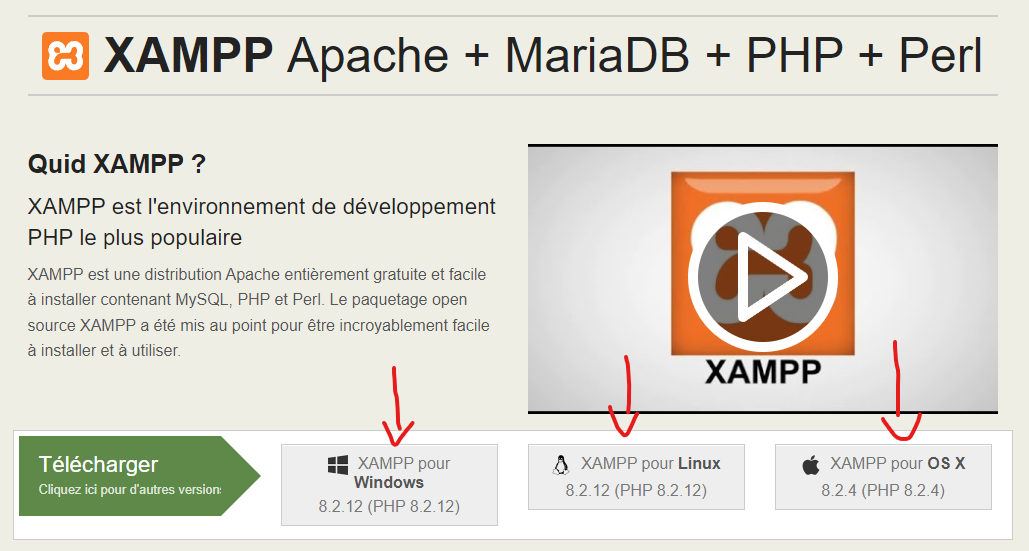 XAMPP Apache + MariaDB + PHP + Perl
Quid XAMPP ?
XAMPP est l'environnement de développement
PHP le plus populaire
XAMPP est une distribution Apache entièrement gratuite et facile
à installer contenant MySQL, PHP et Perl. Le paquetage open
source XAMPP a été mis au point pour être incroyablement facile
à installer et à utiliser.
XAMPP
Télécharger
Cliquez ici pour d'autres version
XAMPP pour
Windows
8.2.12 (PHP 8.2.12)
XAMPP pour Linux
8.2.12 (PHP 8.2.12)
XAMPP pour OS X
8.2.4 (PHP 8.2.4)